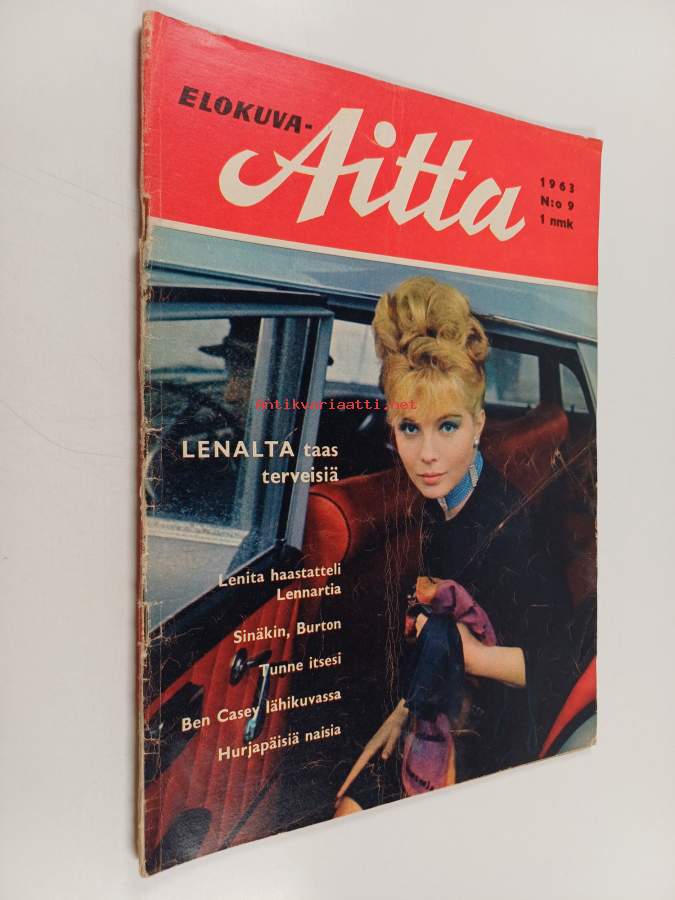 ELOKUVA-
Aitta
1963
N:o 9
1 nmk
antikvariaatti.net
LENALTA taas
terveisiä
Lenita haastatteli
Lennartia
Sinäkin, Burton
Tunne itsesi
Ben Casey lähikuvassa
Hurjapäisiä naisia